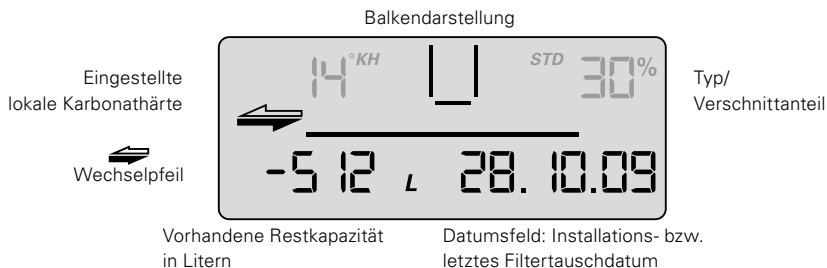 Balkendarstellung
14 °KH STD 30%
Eingestellte
lokale Karbonathärte
Typ/
Verschnittanteil
Wechselpfeil
-512 L 28.10.09
Vorhandene Restkapazität
in Litern
Datumsfeld: Installations- bzw.
letztes Filtertauschdatum